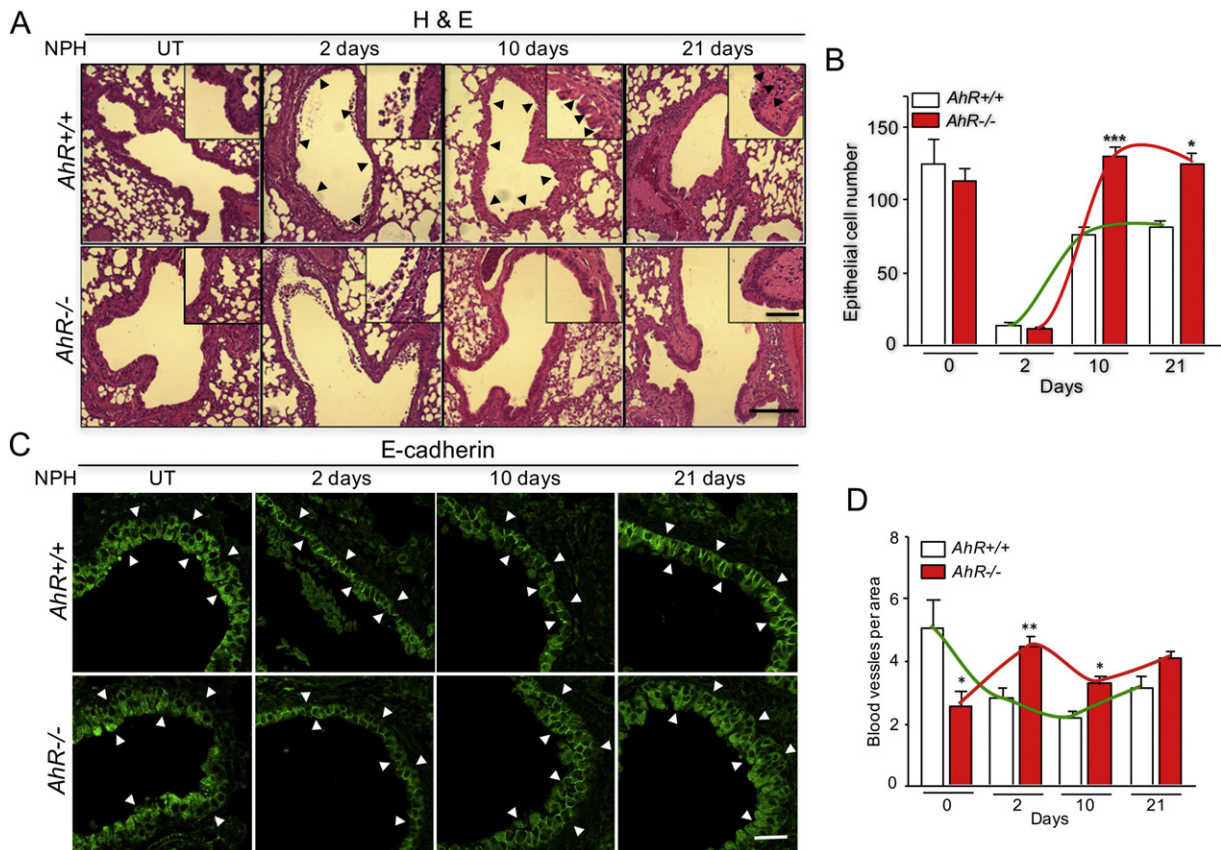 A
H & E
NPH UT 2 days 10 days 21 days
AhR+/+
AhR-/-
B
AhR+/+
AhR-/-
Epithelial cell number
150
100
50
0
*** *
0 2 10 21
Days
C
E-cadherin
NPH UT 2 days 10 days 21 days
AhR+/+
AhR-/-
D
AhR+/+
AhR-/-
Blood vessles per area
8
6
4
2
0
* ** *
0 2 10 21
Days